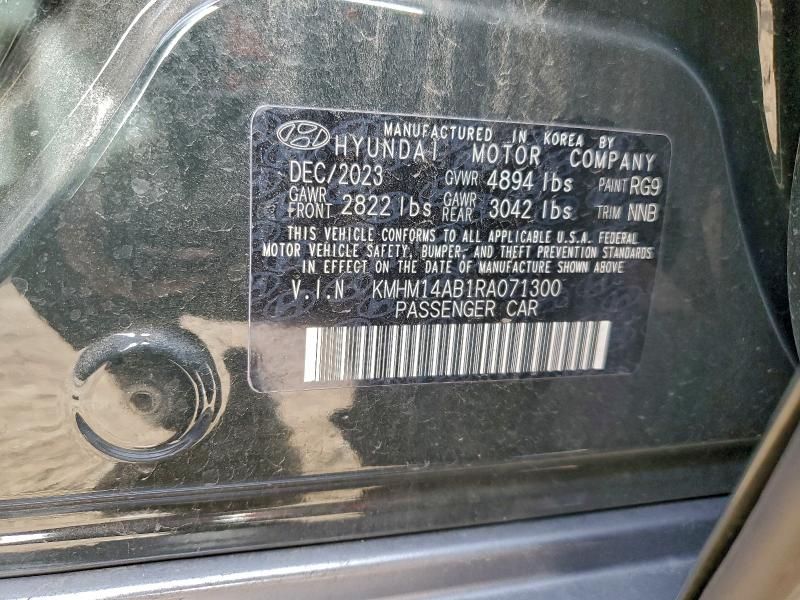 MANUFACTURED IN KOREA BY
HYUNDAI MOTOR COMPANY
DEC/2023 GVWR 4894 lbs PAINT RG9
GAWR FRONT 2822 lbs GAWR REAR 3042 lbs TRIM NNB
THIS VEHICLE CONFORMS TO ALL APPLICABLE U.S.A. FEDERAL
MOTOR VEHICLE SAFETY, BUMPER, AND THEFT PREVENTION STANDARDS
IN EFFECT ON THE DATE OF MANUFACTURE SHOWN ABOVE
V.I.N KMHM14AB1RA071300
PASSENGER CAR